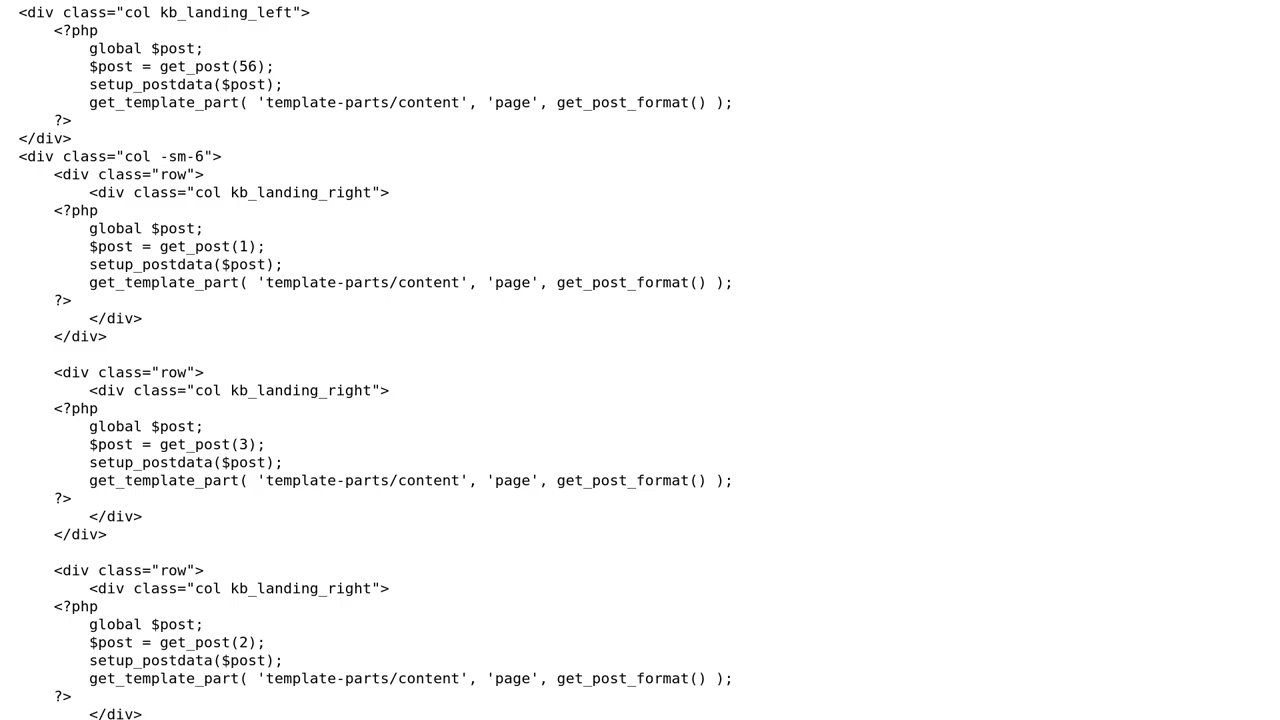 <div class="col kb_landing_left">
    <?php
        global $post;
        $post = get_post(56);
        setup_postdata($post);
        get_template_part( 'template-parts/content', 'page', get_post_format() );
    ?>
</div>
<div class="col -sm-6">
    <div class="row">
        <div class="col kb_landing_right">
    <?php
        global $post;
        $post = get_post(1);
        setup_postdata($post);
        get_template_part( 'template-parts/content', 'page', get_post_format() );
    ?>
        </div>
    </div>

    <div class="row">
        <div class="col kb_landing_right">
    <?php
        global $post;
        $post = get_post(3);
        setup_postdata($post);
        get_template_part( 'template-parts/content', 'page', get_post_format() );
    ?>
        </div>
    </div>

    <div class="row">
        <div class="col kb_landing_right">
    <?php
        global $post;
        $post = get_post(2);
        setup_postdata($post);
        get_template_part( 'template-parts/content', 'page', get_post_format() );
    ?>
        </div>